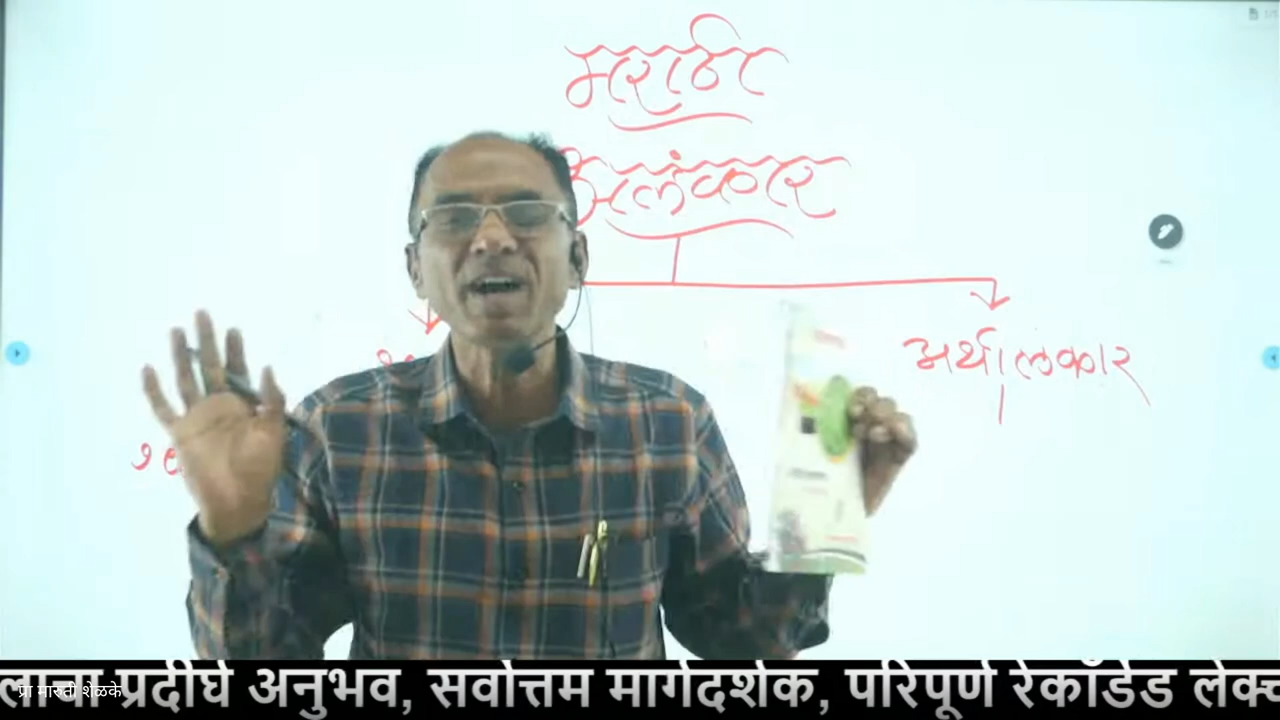 मराठी
अलंकार
अर्थालंकार
प्रदीर्घ अनुभव, सर्वोत्तम मार्गदर्शक, परिपूर्ण रेकॉर्डेड
प्रा मारुती शेळके